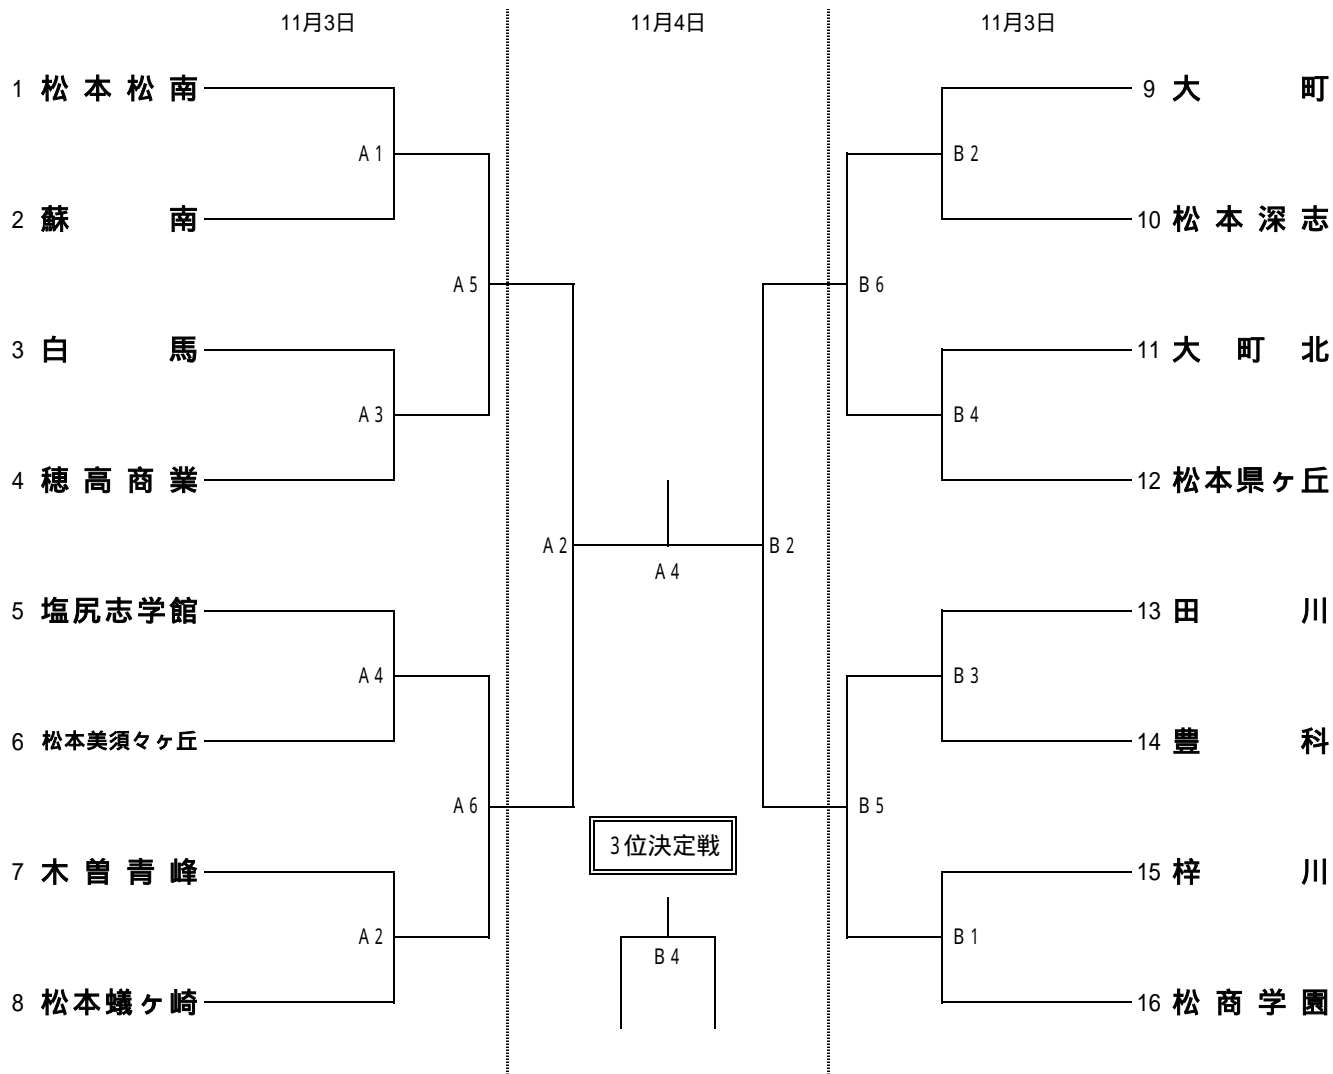 11月3日 11月4日 11月3日
1 松本松南 9 大町
A1 B2
2 蘇南 10 松本深志
A5 B6
3 白馬 11 大町北
A3 B4
4 穂高商業 12 松本県ヶ丘
A2 B2
A4
5 塩尻志学館 13 田川
A4 B3
6 松本美須々ヶ丘 14 豊科
A6 B5
3位決定戦
7 木曽青峰 15 梓川
A2 B1
B4
8 松本蟻ヶ崎 16 松商学園